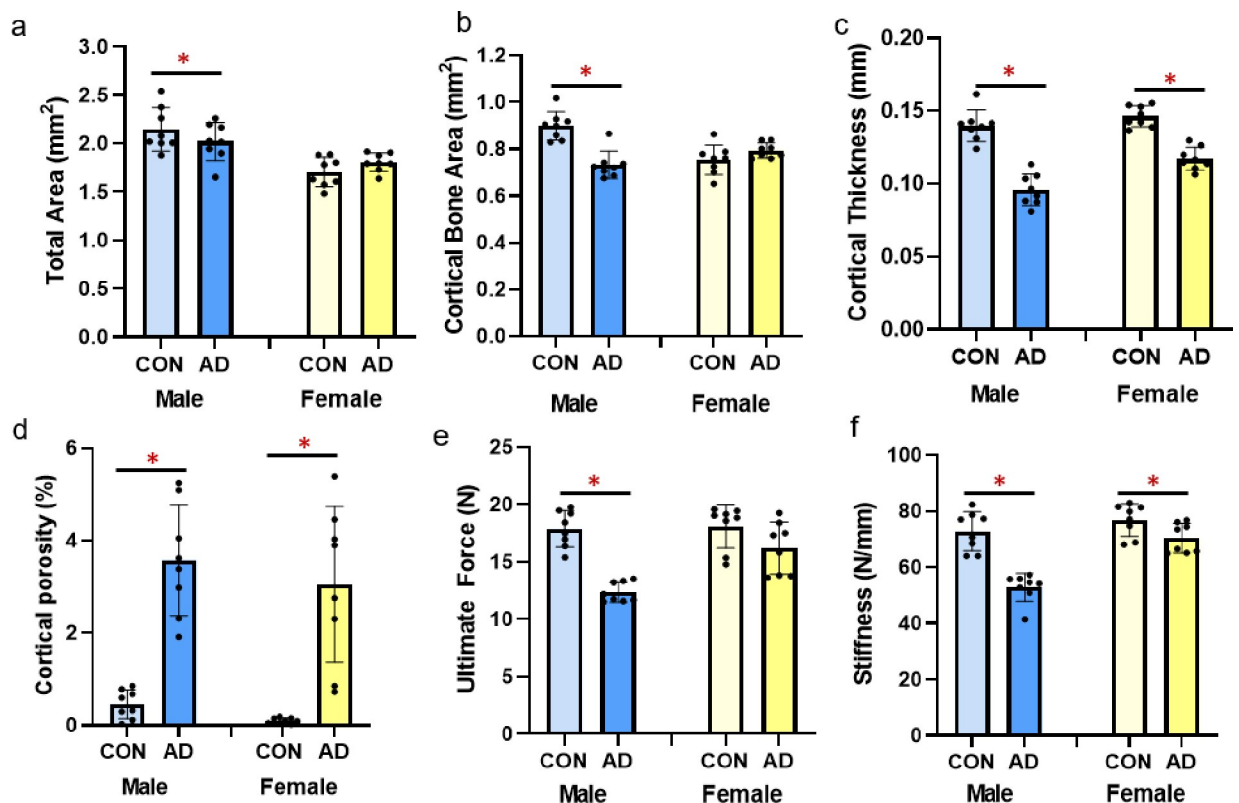 a
Total Area (mm²)
3.0
2.5
2.0
1.5
1.0
0.5
0.0
*
CON AD CON AD
Male Female
b
Cortical Bone Area (mm²)
1.2
1.0
0.8
0.6
0.4
0.2
0.0
*
CON AD CON AD
Male Female
c
Cortical Thickness (mm)
0.20
0.15
0.10
0.05
0.00
* *
CON AD CON AD
Male Female
d
Cortical porosity (%)
6
4
2
0
* *
CON AD CON AD
Male Female
e
Ultimate Force (N)
25
20
15
10
5
0
*
CON AD CON AD
Male Female
f
Stiffness (N/mm)
100
80
60
40
20
0
* *
CON AD CON AD
Male Female